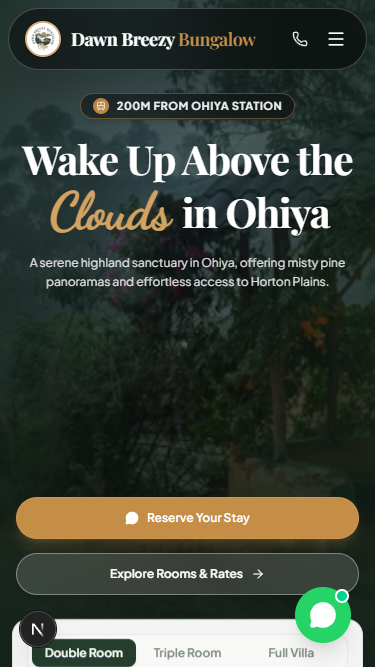 Dawn Breezy Bungalow
200M FROM OHIYA STATION
Wake Up Above the
Clouds in Ohiya
A serene highland sanctuary in Ohiya, offering misty pine
panoramas and effortless access to Horton Plains.
Reserve Your Stay
Explore Rooms & Rates →
N
Double Room Triple Room Full Villa